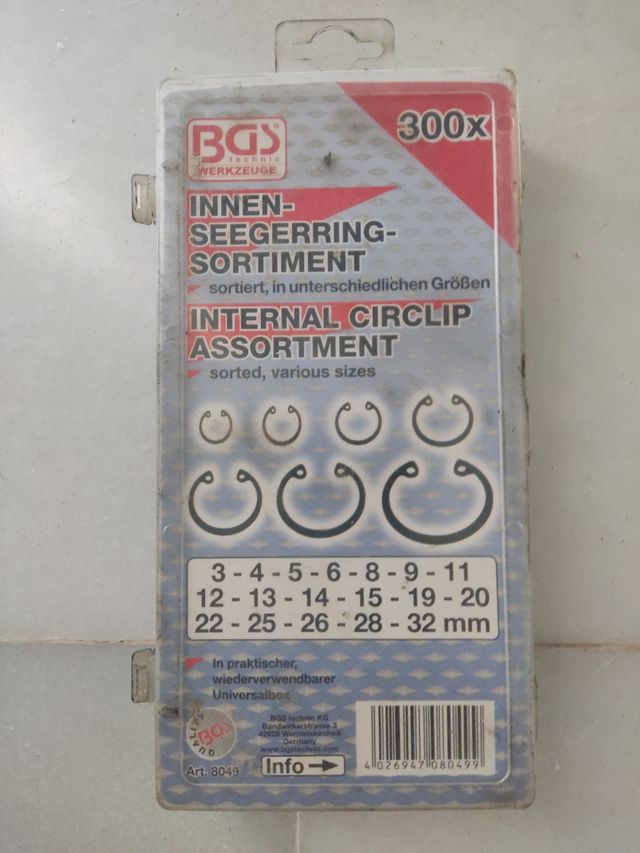 300x
BGS®
technic
WERKZEUGE
INNEN-
SEEGERRING-
SORTIMENT
sortiert, in unterschiedlichen Größen
INTERNAL CIRCLIP
ASSORTMENT
sorted, various sizes
3 - 4 - 5 - 6 - 8 - 9 - 11
12 - 13 - 14 - 15 - 19 - 20
22 - 25 - 26 - 28 - 32 mm
In praktischer,
wiederverwendbarer
Universalbox
BGS technic KG
Bandwirkerstrasse 3
42929 Wermelskirchen
Germany
www.bgstechnic.com
QUALITY
BGS
Art. 8049
Info
4 026947 080499